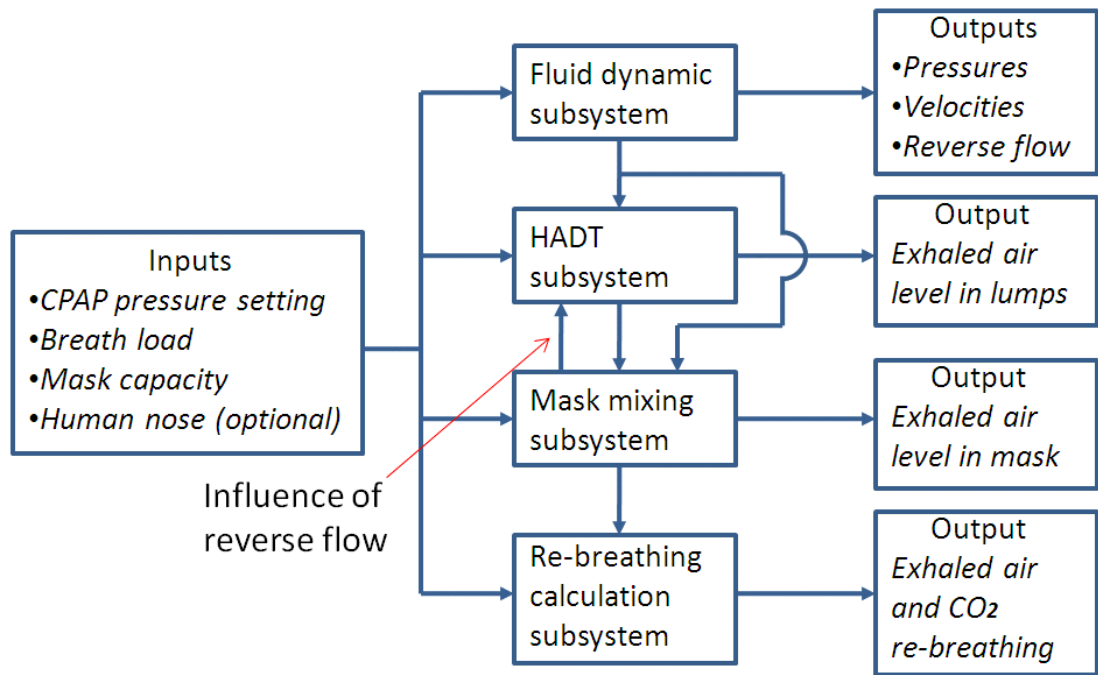 Inputs
•CPAP pressure setting
•Breath load
•Mask capacity
•Human nose (optional)
Influence of
reverse flow
Fluid dynamic
subsystem
HADT
subsystem
Mask mixing
subsystem
Re-breathing
calculation
subsystem
Outputs
•Pressures
•Velocities
•Reverse flow
Output
Exhaled air
level in lumps
Output
Exhaled air
level in mask
Output
Exhaled air
and CO2
re-breathing